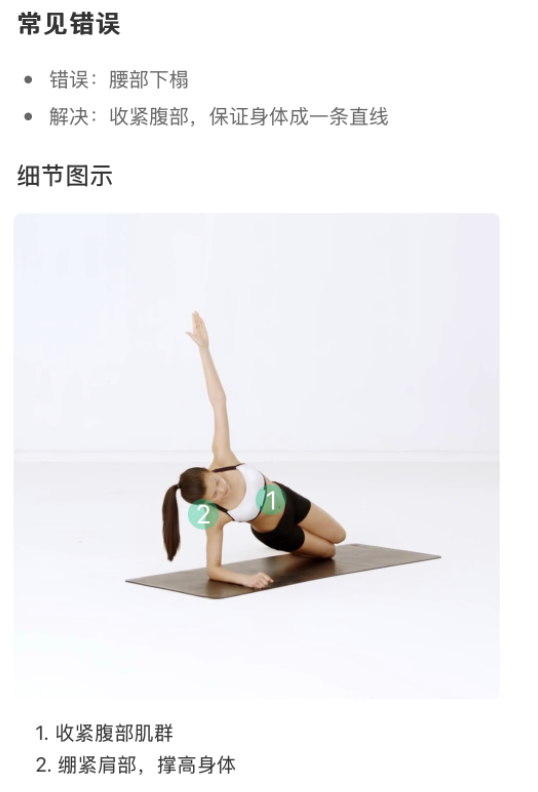 常见错误
错误：腰部下榻
解决：收紧腹部，保证身体成一条直线
细节图示
1
2
1. 收紧腹部肌群
2. 绷紧肩部，撑高身体